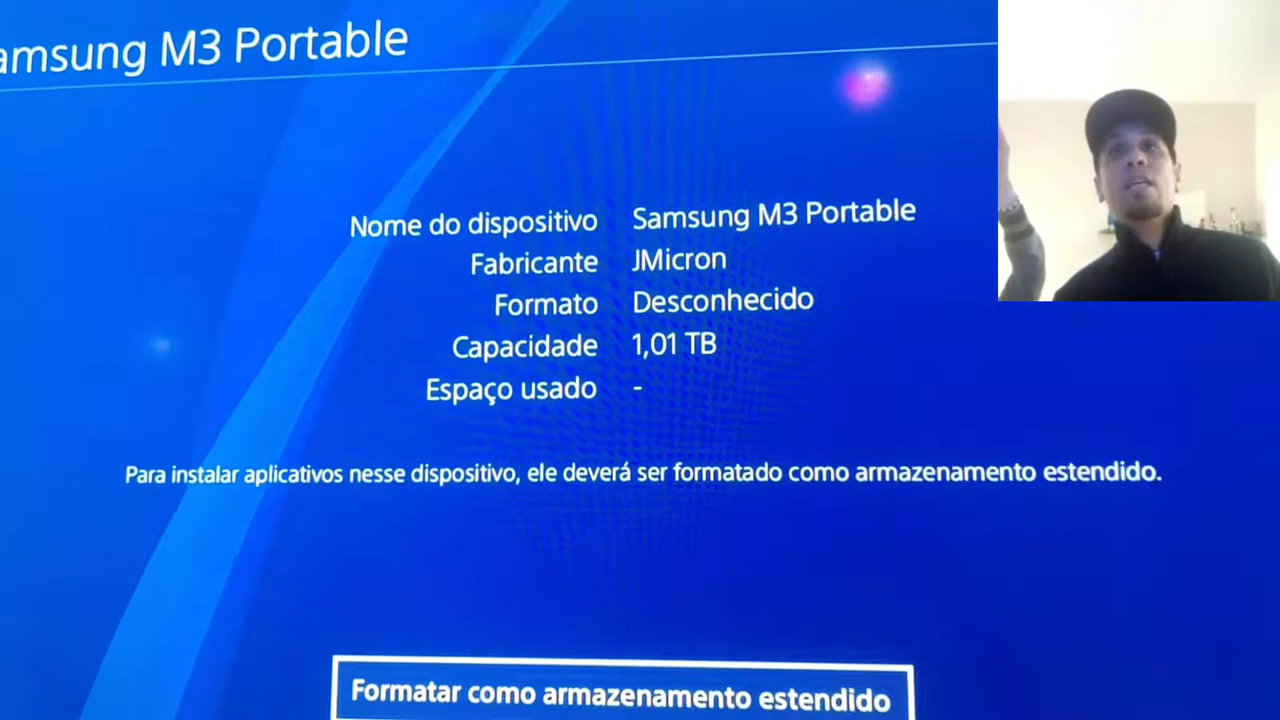 amsung M3 Portable
Nome do dispositivo Samsung M3 Portable
Fabricante JMicron
Formato Desconhecido
Capacidade 1,01 TB
Espaço usado -
Para instalar aplicativos nesse dispositivo, ele deverá ser formatado como armazenamento estendido.
Formatar como armazenamento estendido